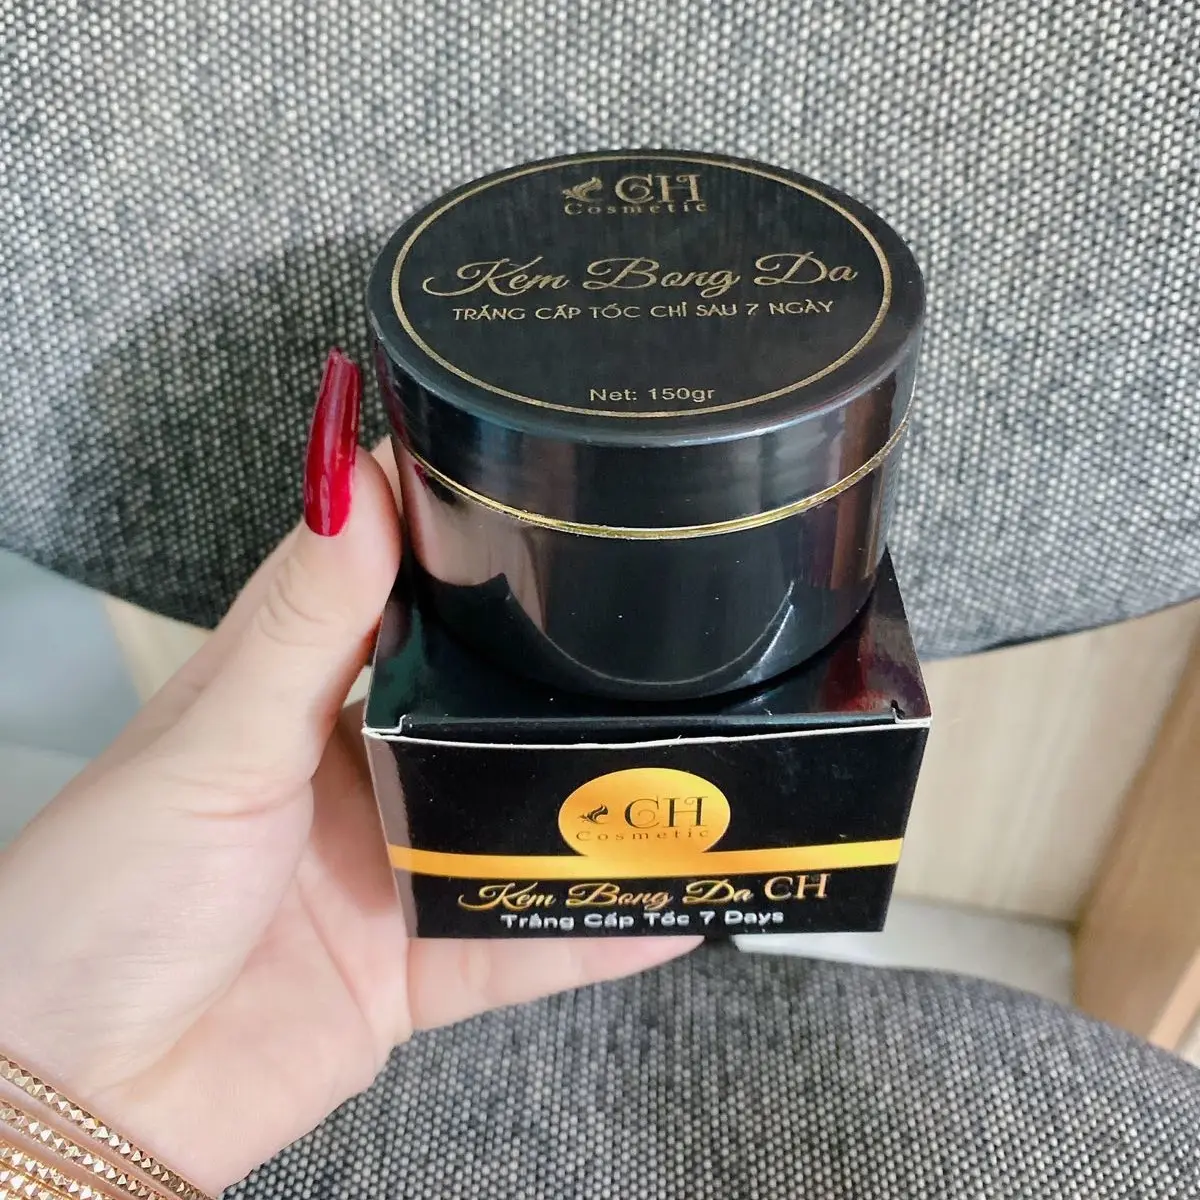 CH
Cosmetic
Kem Bong Da
TRẮNG CẤP TỐC CHỈ SAU 7 NGÀY
Net: 150gr
CH
Cosmetic
Kem Bong Da CH
Trắng Cấp Tốc 7 Days